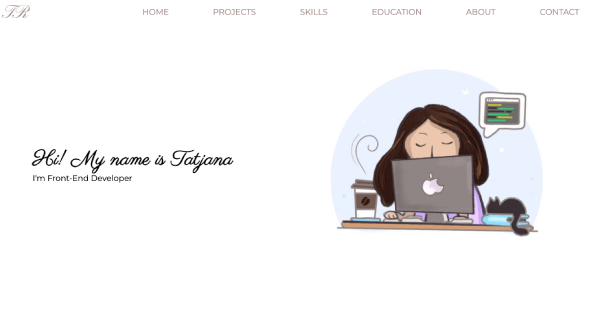 TR
HOME PROJECTS SKILLS EDUCATION ABOUT CONTACT
Hi! My name is Tatjana
I'm Front-End Developer